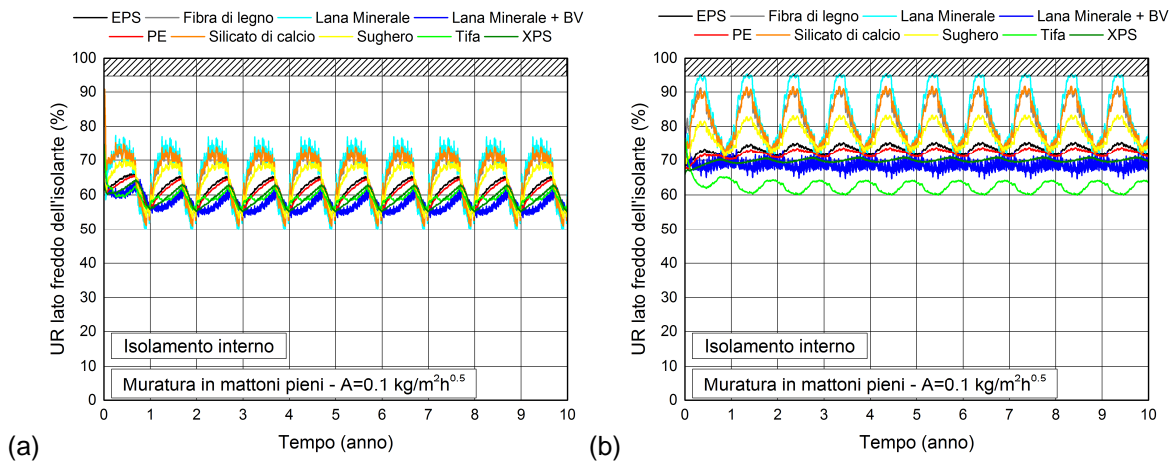 EPS Fibra di legno Lana Minerale Lana Minerale + BV
PE Silicato di calcio Sughero Tifa XPS
100
90
80
70
60
50
40
30
20
10
0
UR lato freddo dell'isolante (%)
Isolamento interno
Muratura in mattoni pieni - A=0.1 kg/m²h⁰·⁵
0 1 2 3 4 5 6 7 8 9 10
Tempo (anno)
(a)
EPS Fibra di legno Lana Minerale Lana Minerale + BV
PE Silicato di calcio Sughero Tifa XPS
100
90
80
70
60
50
40
30
20
10
0
UR lato freddo dell'isolante (%)
Isolamento interno
Muratura in mattoni pieni - A=0.1 kg/m²h⁰·⁵
0 1 2 3 4 5 6 7 8 9 10
Tempo (anno)
(b)